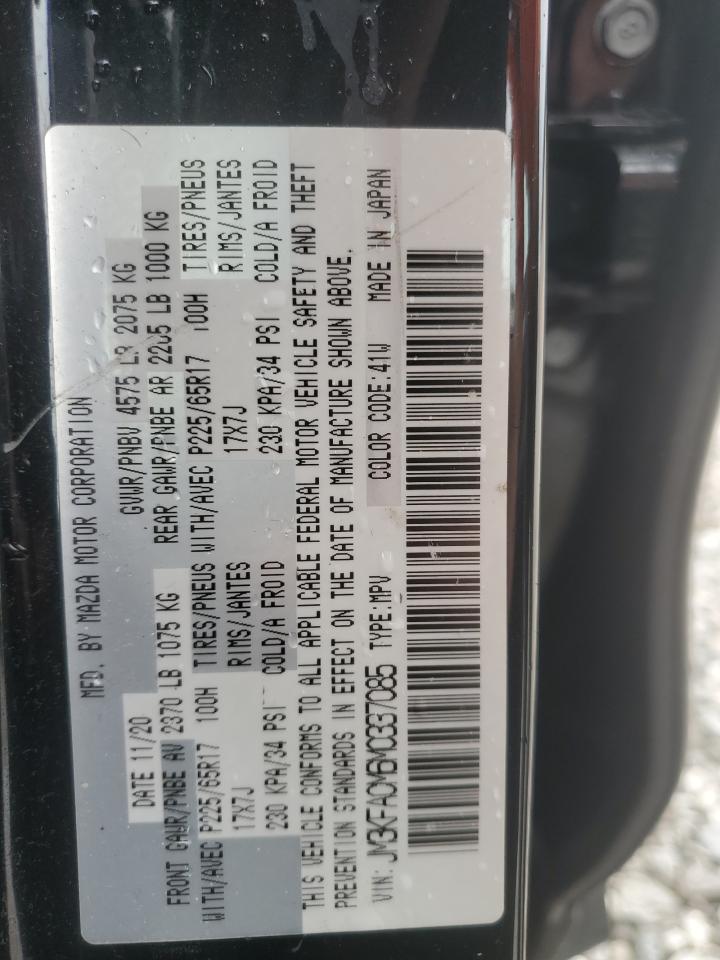 MFD. BY MAZDA MOTOR CORPORATION
DATE 11/20 GVWR/PNBV 4575 LB 2075 KG
FRONT GAWR/PNBE AV 2370 LB 1075 KG REAR GAWR/PNBE AR 2205 LB 1000 KG
WITH/AVEC P225/65R17 100H TIRES/PNEUS WITH/AVEC P225/65R17 100H TIRES/PNEUS
17X7J RIMS/JANTES 17X7J RIMS/JANTES
230 KPA/34 PSI COLD/A FROID 230 KPA/34 PSI COLD/A FROID
THIS VEHICLE CONFORMS TO ALL APPLICABLE FEDERAL MOTOR VEHICLE SAFETY AND THEFT
PREVENTION STANDARDS IN EFFECT ON THE DATE OF MANUFACTURE SHOWN ABOVE.
VIN: JM3KFACM6M0337085 TYPE:MPV COLOR CODE:41W MADE IN JAPAN